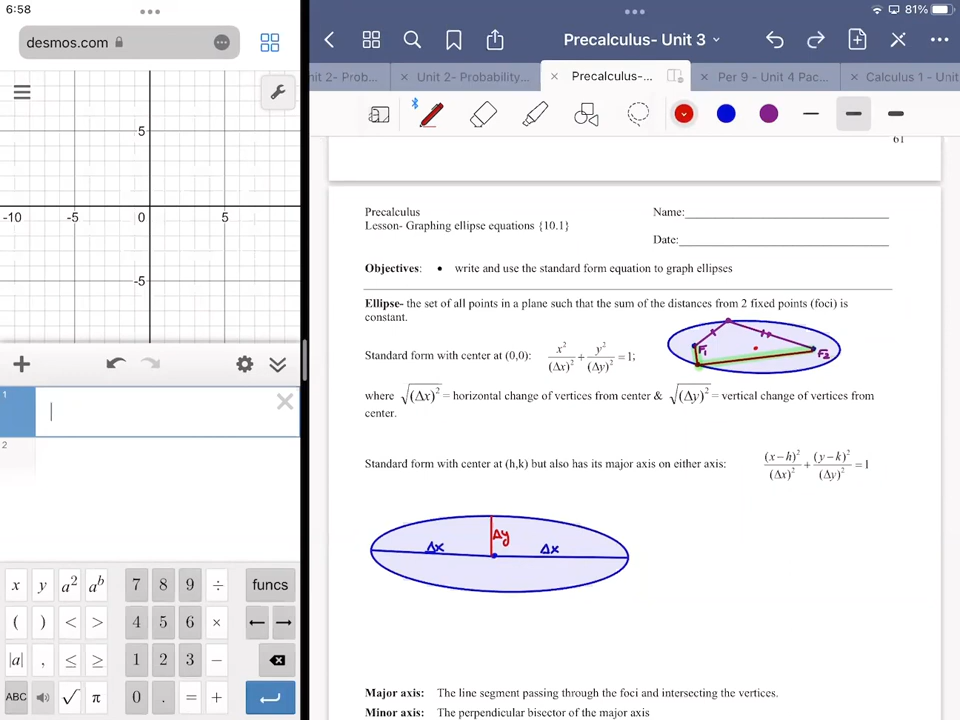 6:58
81%
desmos.com
Precalculus- Unit 3
nit 2- Prob...
Unit 2- Probability...
Precalculus-...
Per 9 - Unit 4 Pac...
Calculus 1 - Unit
5
-10 -5 0 5
-5
1
2
x y a² aᵇ 7 8 9 ÷ funcs
( ) < > 4 5 6 × ← →
|a| , ≤ ≥ 1 2 3 −
ABC √ π 0 . = +
61
Precalculus
Lesson- Graphing ellipse equations {10.1}
Name:
Date:
Objectives: • write and use the standard form equation to graph ellipses
Ellipse- the set of all points in a plane such that the sum of the distances from 2 fixed points (foci) is
constant.
F1
F2
Standard form with center at (0,0): x²/(Δx)² + y²/(Δy)² = 1;
where √(Δx)² = horizontal change of vertices from center & √(Δy)² = vertical change of vertices from
center.
Standard form with center at (h,k) but also has its major axis on either axis: (x−h)²/(Δx)² + (y−k)²/(Δy)² = 1
Δy
Δx Δx
Major axis: The line segment passing through the foci and intersecting the vertices.
Minor axis: The perpendicular bisector of the major axis